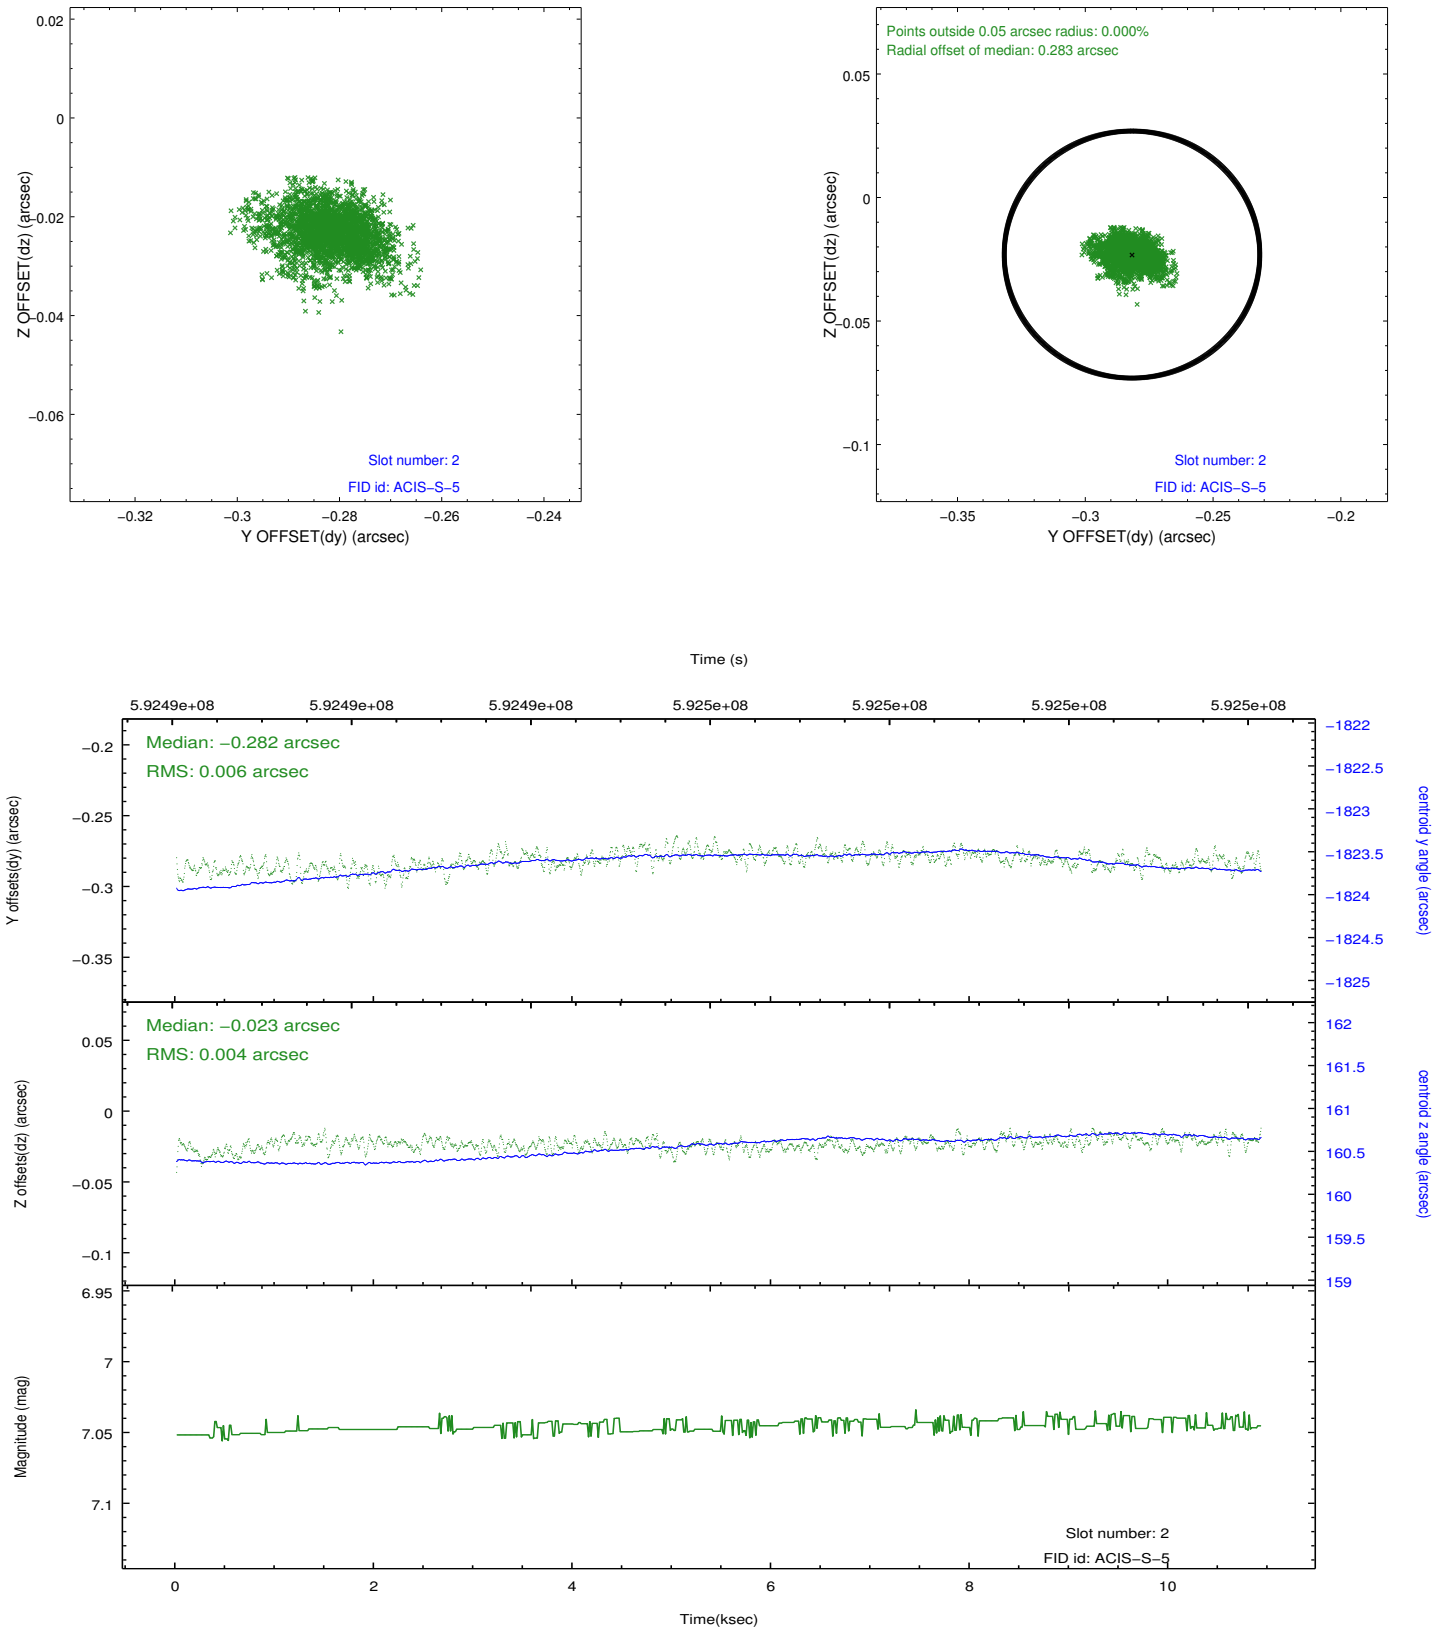 0.02
0
−0.02
−0.04
−0.06
Z OFFSET(dz) (arcsec)
Slot number: 2
FID id: ACIS−S−5
−0.32
−0.3
−0.28
−0.26
−0.24
Y OFFSET(dy) (arcsec)
Points outside 0.05 arcsec radius: 0.000%
Radial offset of median: 0.283 arcsec
0.05
0
−0.05
−0.1
Z OFFSET(dz) (arcsec)
Slot number: 2
FID id: ACIS−S−5
−0.35
−0.3
−0.25
−0.2
Y OFFSET(dy) (arcsec)
Time (s)
5.9249e+08
5.9249e+08
5.9249e+08
5.925e+08
5.925e+08
5.925e+08
5.925e+08
Median: −0.282 arcsec
RMS: 0.006 arcsec
−0.2
−0.25
−0.3
−0.35
Y offsets(dy) (arcsec)
−1822
−1822.5
−1823
−1823.5
−1824
−1824.5
−1825
centroid y angle (arcsec)
Median: −0.023 arcsec
RMS: 0.004 arcsec
0.05
0
−0.05
−0.1
Z offsets(dz) (arcsec)
162
161.5
161
160.5
160
159.5
159
centroid z angle (arcsec)
6.95
7
7.05
7.1
Magnitude (mag)
Slot number: 2
FID id: ACIS−S−5
0
2
4
6
8
10
Time(ksec)